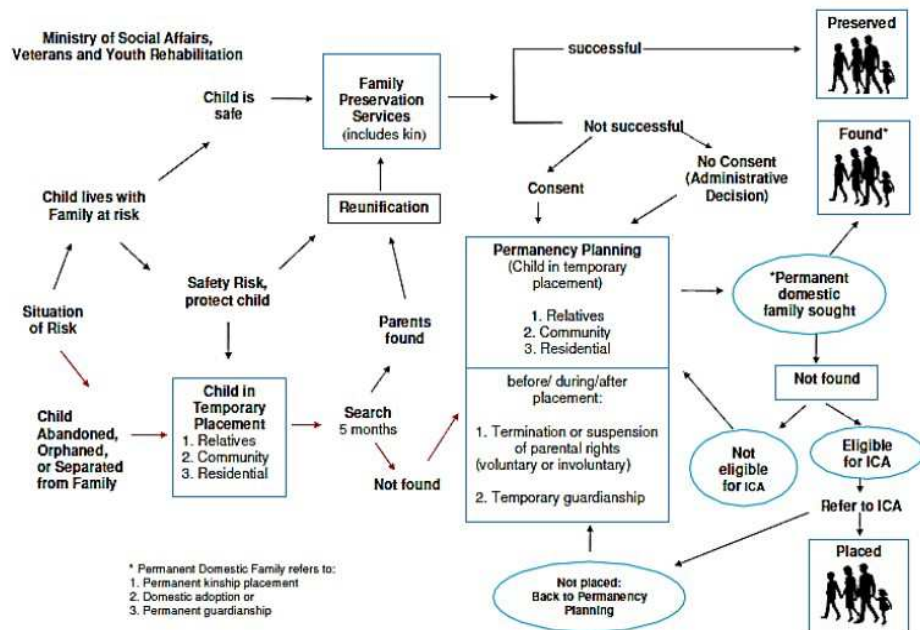 Ministry of Social Affairs,
Veterans and Youth Rehabilitation
Child is
safe
Family
Preservation
Services
(includes kin)
successful
Preserved
Not successful
Found*
No Consent
(Administrative
Decision)
Consent
Child lives with
Family at risk
Reunification
Situation
of Risk
Safety Risk,
protect child
Parents
found
Permanency Planning
(Child in temporary
placement)
1. Relatives
2. Community
3. Residential
*Permanent
domestic
family sought
Child
Abandoned,
Orphaned,
or Separated
from Family
Child in
Temporary
Placement
1. Relatives
2. Community
3. Residential
Search
5 months
Not found
before/ during/after
placement:
1. Termination or suspension
of parental rights
(voluntary or involuntary)
2. Temporary guardianship
Not found
Not
eligible
for ICA
Eligible
for ICA
Refer to ICA
Placed
Not placed:
Back to Permanency
Planning
* Permanent Domestic Family refers to:
1. Permanent kinship placement
2. Domestic adoption or
3. Permanent guardianship